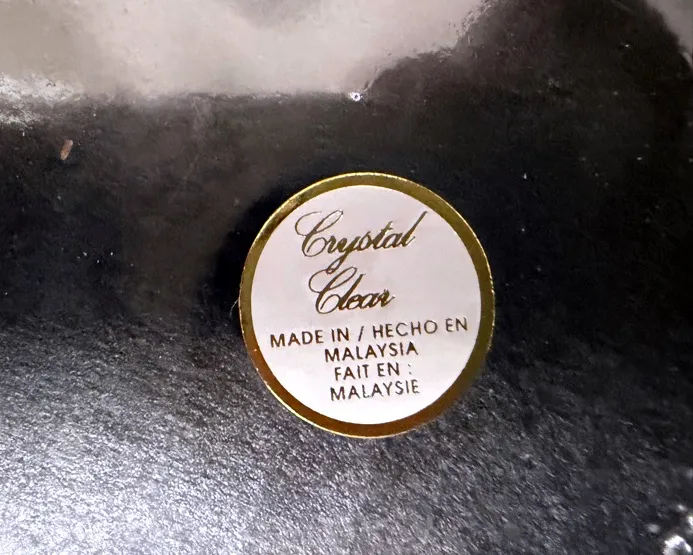 Crystal
Clear
MADE IN / HECHO EN
MALAYSIA
FAIT EN :
MALAYSIE